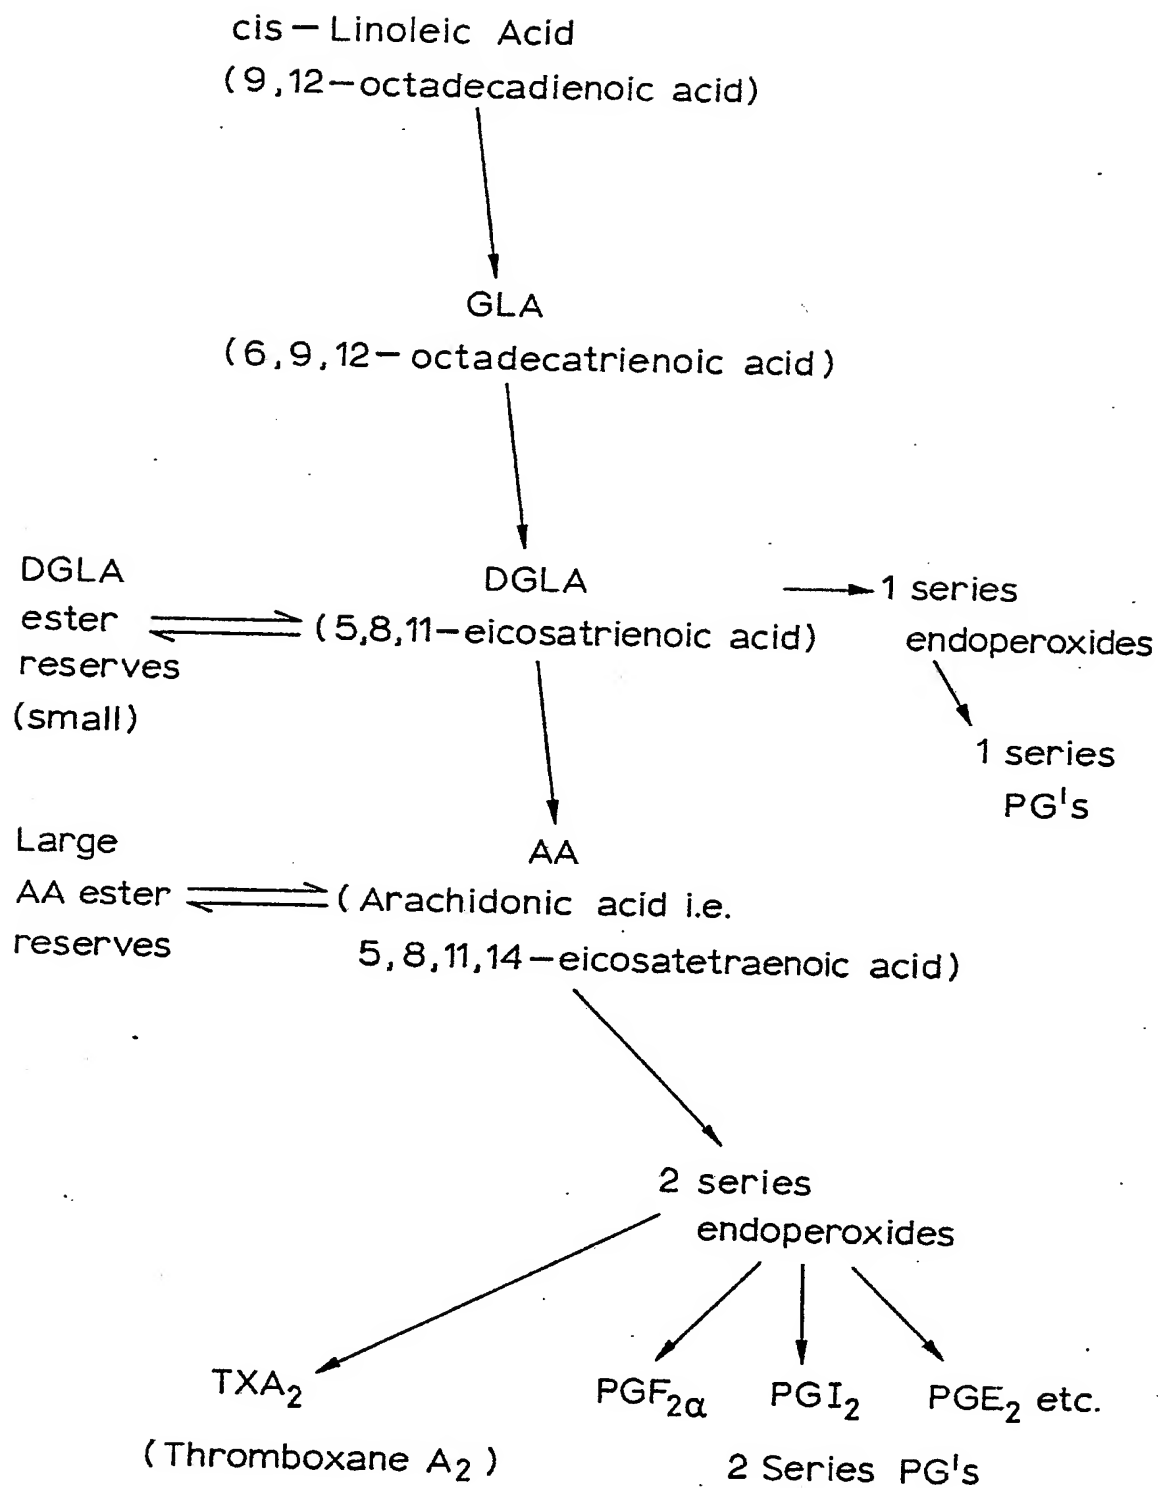 cis – Linoleic Acid
(9,12–octadecadienoic acid)
GLA
(6,9,12– octadecatrienoic acid)
DGLA
ester
reserves
(small)
DGLA
(5,8,11–eicosatrienoic acid)
1 series
endoperoxides
1 series
PG's
Large
AA ester
reserves
AA
(Arachidonic acid i.e.
5,8,11,14–eicosatetraenoic acid)
2 series
endoperoxides
TXA₂
(Thromboxane A₂)
PGF₂α PGI₂ PGE₂ etc.
2 Series PG's